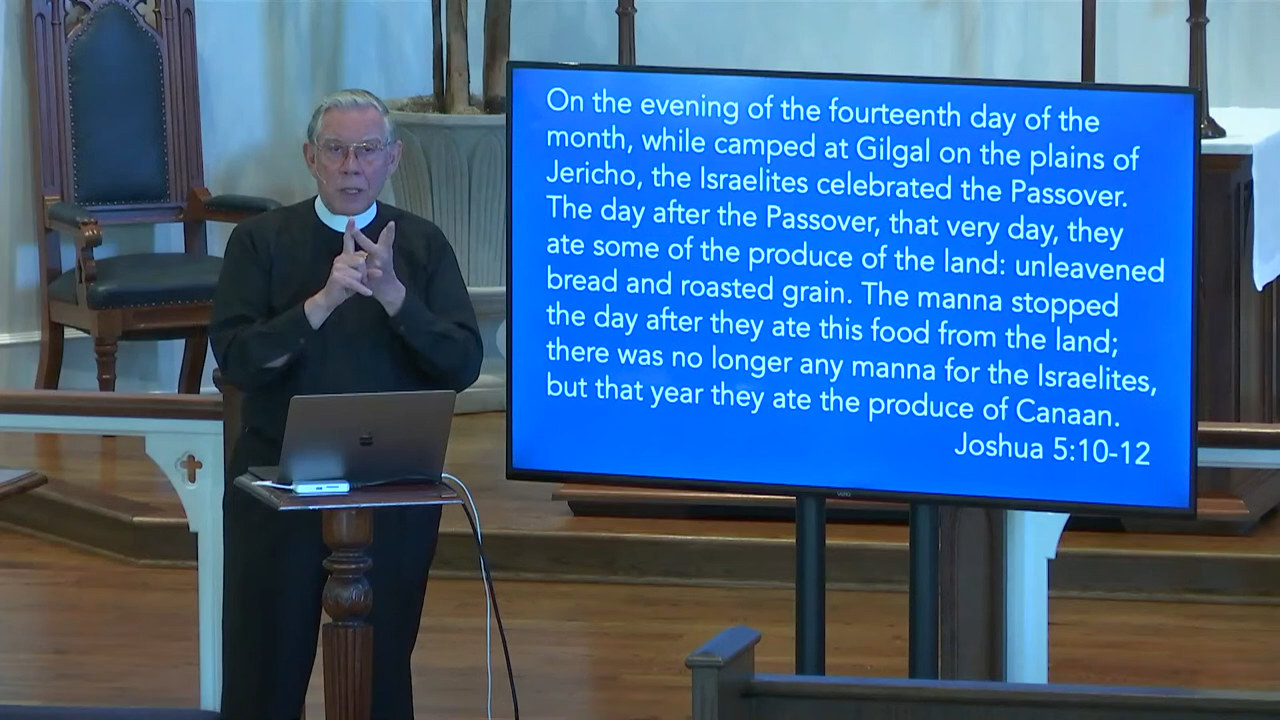 On the evening of the fourteenth day of the
month, while camped at Gilgal on the plains of
Jericho, the Israelites celebrated the Passover.
The day after the Passover, that very day, they
ate some of the produce of the land: unleavened
bread and roasted grain. The manna stopped
the day after they ate this food from the land;
there was no longer any manna for the Israelites,
but that year they ate the produce of Canaan.
Joshua 5:10-12